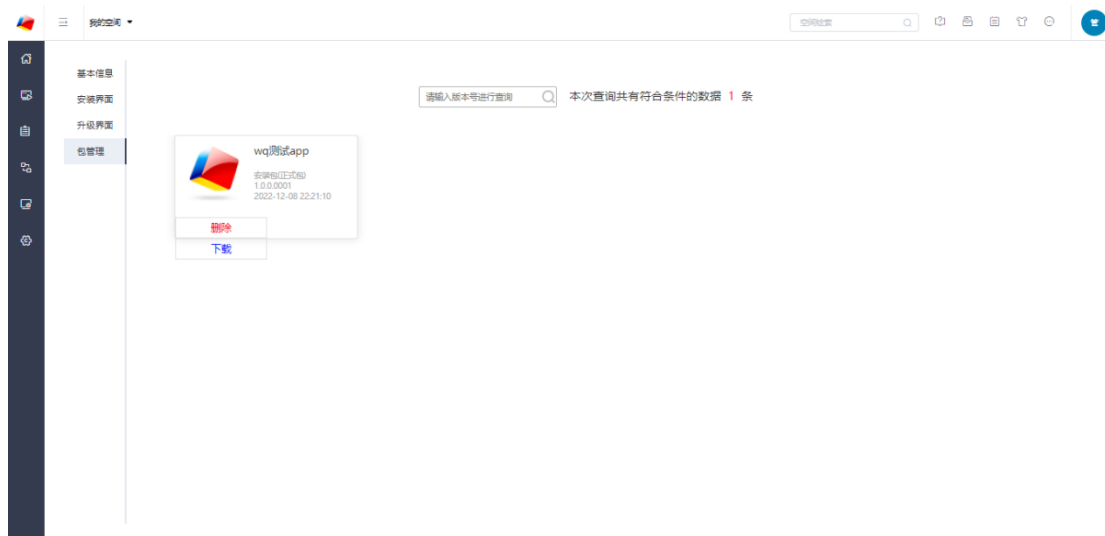 我的空间
空间检索
基本信息
安装界面
升级界面
包管理
请输入版本号进行查询
本次查询共有符合条件的数据 1 条
wq测试app
安装包(正式包)
1.0.0.0001
2022-12-08 22:21:10
删除
下载